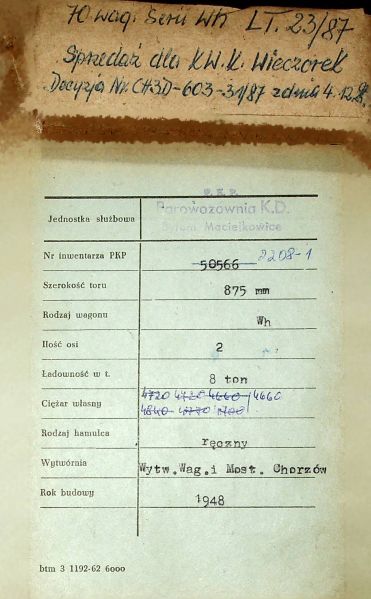 70 wag. Serii Wh LT. 23/87
Sprzedaż dla KW.K. Wieczorek
Decyzja Nr. CH3D-603-31/87 z dnia 4.12.
P.K.P.
Parowozownia K.D.
Bytom Maciejkowice
Jednostka służbowa
Nr inwentarza PKP 50566 2208-1
Szerokość toru 875 mm
Rodzaj wagonu Wh
Ilość osi 2
Ładowność w t. 8 ton
Ciężar własny 4720 4720 4660 4660
4840 4770 4700
Rodzaj hamulca ręczny
Wytwórnia Wytw.Wag.i Most. Chorzów
Rok budowy 1948
btm 3 1192-62 6000